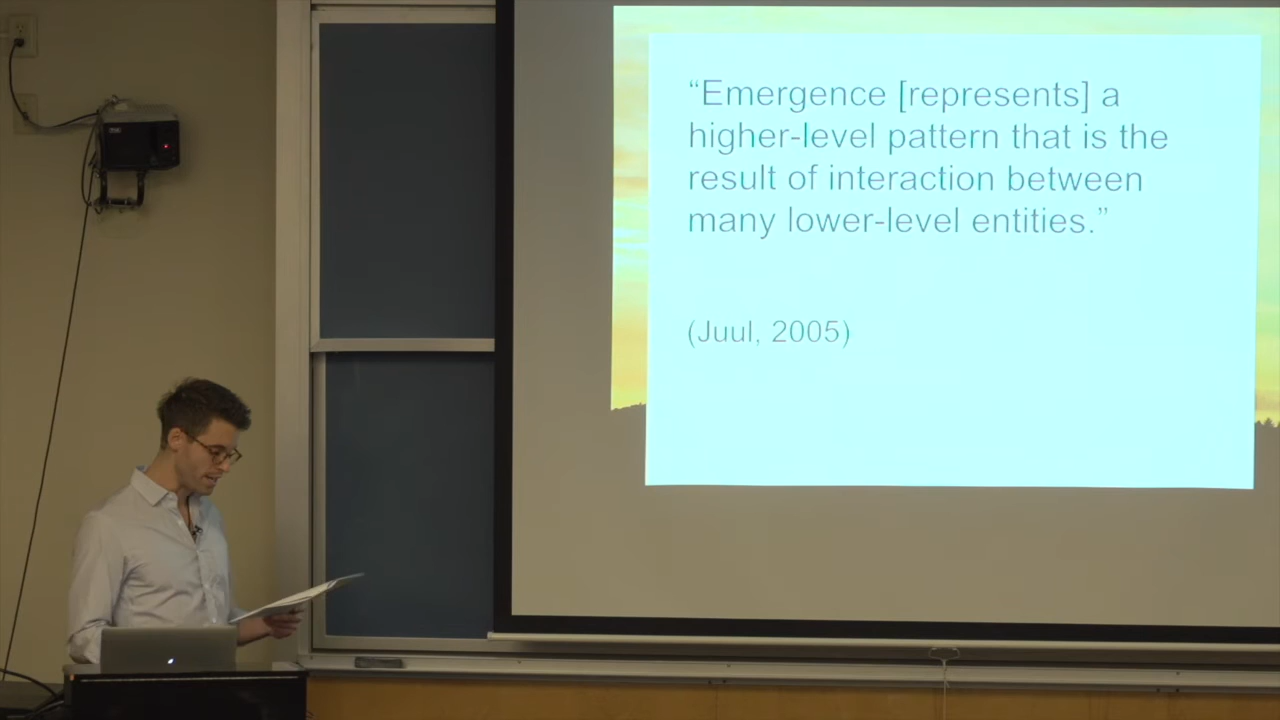 “Emergence [represents] a
higher-level pattern that is the
result of interaction between
many lower-level entities.”
(Juul, 2005)